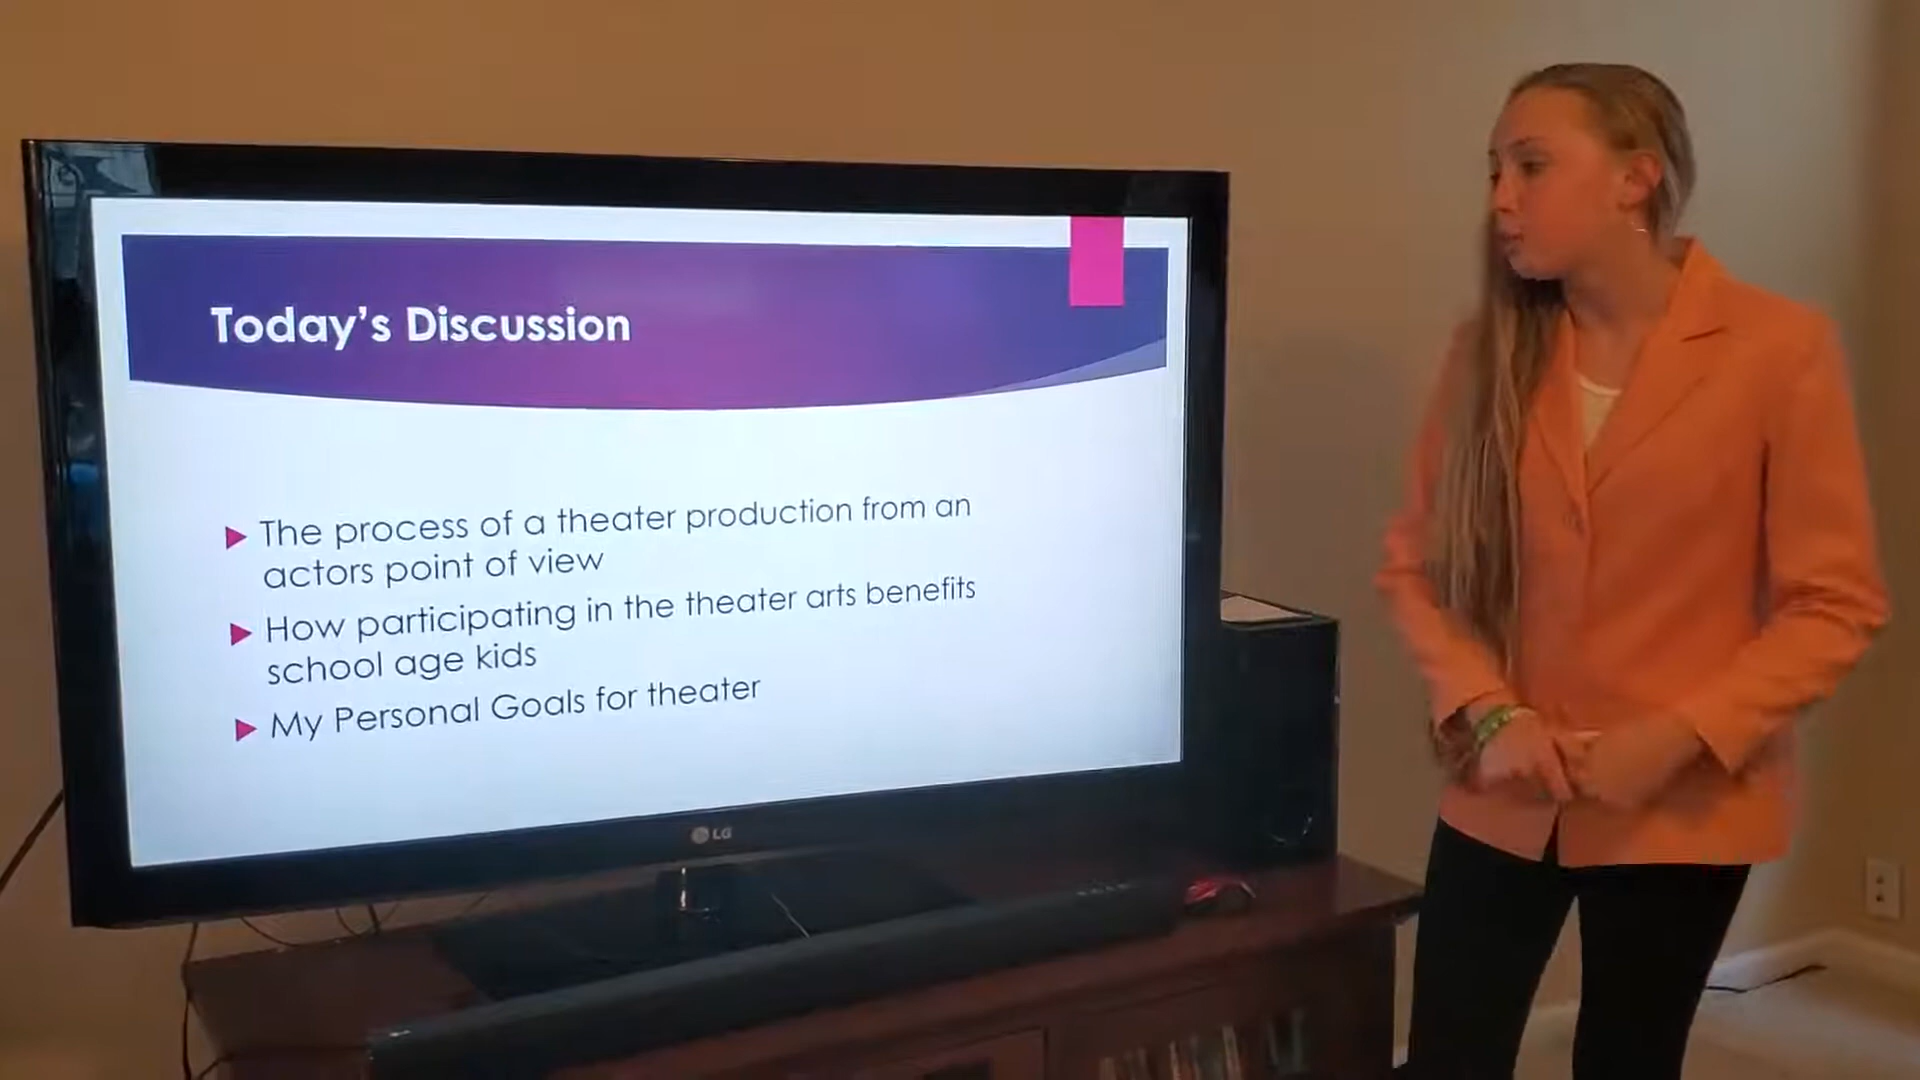 Today's Discussion
The process of a theater production from an
actors point of view
How participating in the theater arts benefits
school age kids
My Personal Goals for theater
LG